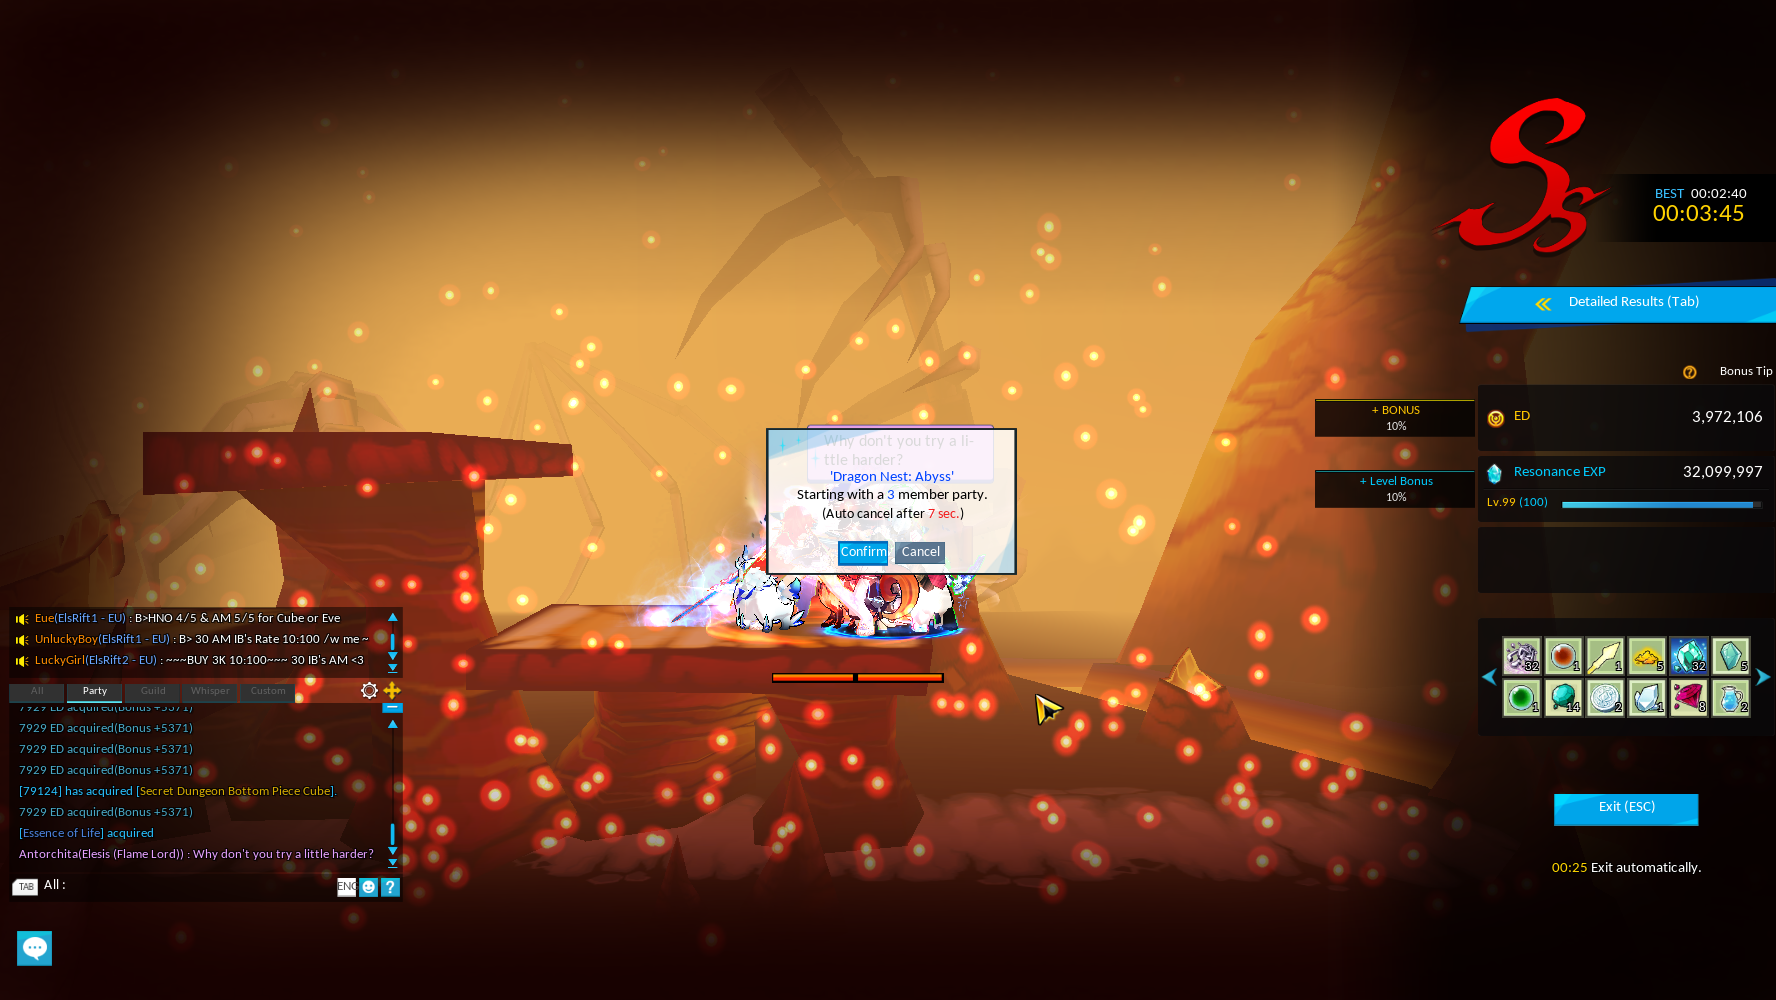 Ss
BEST 00:02:40
00:03:45
Detailed Results (Tab)
Bonus Tip
+ BONUS
10%
ED
3,972,106
+ Level Bonus
10%
Resonance EXP
32,099,997
Lv.99 (100)
Why don't you try a li-
ttle harder?
'Dragon Nest: Abyss'
Starting with a 3 member party.
(Auto cancel after 7 sec.)
Confirm
Cancel
Eue(ElsRift1 - EU) : B>HNO 4/5 & AM 5/5 for Cube or Eve
UnluckyBoy(ElsRift1 - EU) : B> 30 AM IB's Rate 10:100 /w me ~
LuckyGirl(ElsRift2 - EU) : ~~~BUY 3K 10:100~~~ 30 IB's AM <3
All
Party
Guild
Whisper
Custom
7929 ED acquired(Bonus +5371)
7929 ED acquired(Bonus +5371)
7929 ED acquired(Bonus +5371)
7929 ED acquired(Bonus +5371)
[79124] has acquired [Secret Dungeon Bottom Piece Cube].
7929 ED acquired(Bonus +5371)
[Essence of Life] acquired
Antorchita(Elesis (Flame Lord)) : Why don't you try a little harder?
TAB
All :
ENG
?
32 1 1 5 32 5
1 14 2 1 8 2
Exit (ESC)
00:25 Exit automatically.